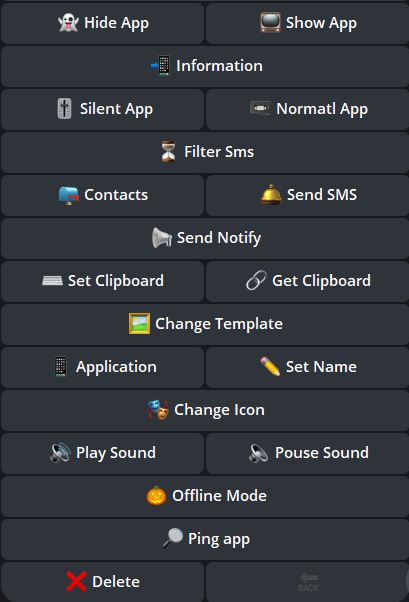 Hide App
Show App
Information
Silent App
Normatl App
Filter Sms
Contacts
Send SMS
Send Notify
Set Clipboard
Get Clipboard
Change Template
Application
Set Name
Change Icon
Play Sound
Pouse Sound
Offline Mode
Ping app
Delete
BACK